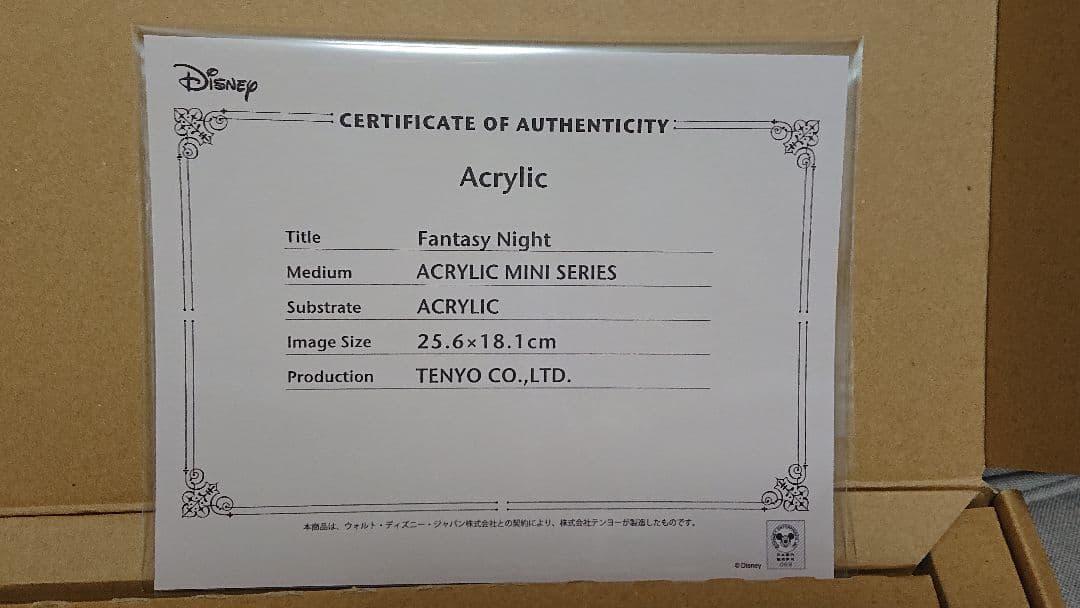 Disney
CERTIFICATE OF AUTHENTICITY
Acrylic
Title Fantasy Night
Medium ACRYLIC MINI SERIES
Substrate ACRYLIC
Image Size 25.6×18.1cm
Production TENYO CO.,LTD.
本商品は、ウォルト・ディズニー・ジャパン株式会社との契約により、株式会社テンヨーが製造したものです。
©Disney